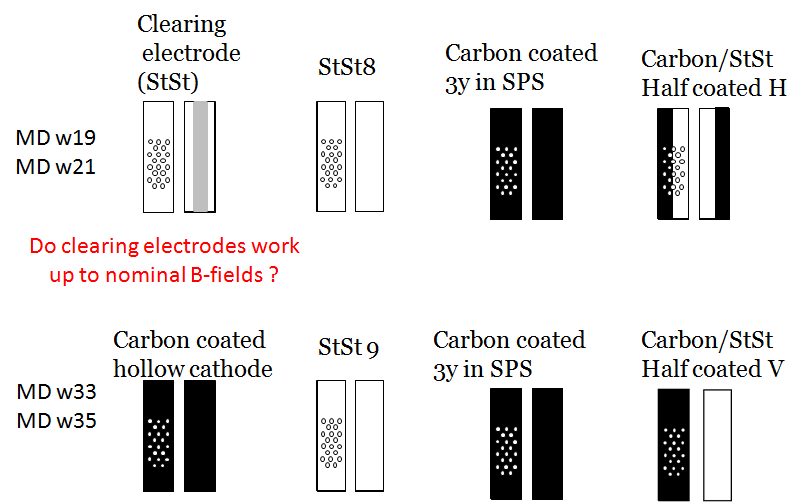 Clearing
electrode
(StSt)
StSt8
Carbon coated
3y in SPS
Carbon/StSt
Half coated H
MD w19
MD w21
Do clearing electrodes work
up to nominal B-fields ?
Carbon coated
hollow cathode
StSt 9
Carbon coated
3y in SPS
Carbon/StSt
Half coated V
MD w33
MD w35